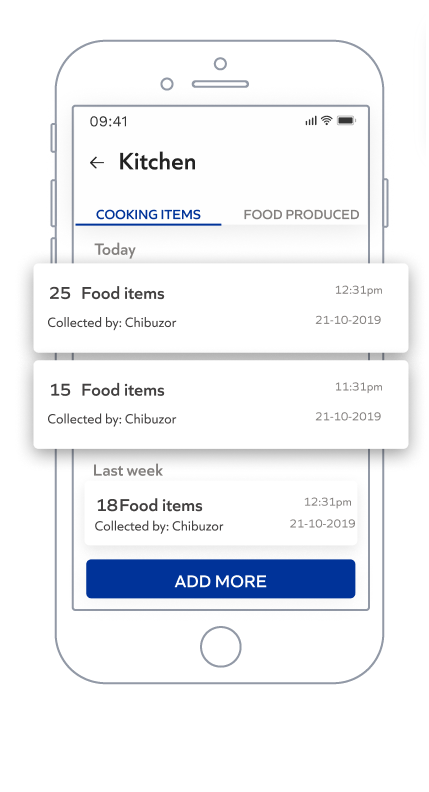 09:41
← Kitchen
COOKING ITEMS FOOD PRODUCED
Today
25 Food items 12:31pm
Collected by: Chibuzor 21-10-2019
15 Food items 11:31pm
Collected by: Chibuzor 21-10-2019
Last week
18 Food items 12:31pm
Collected by: Chibuzor 21-10-2019
ADD MORE